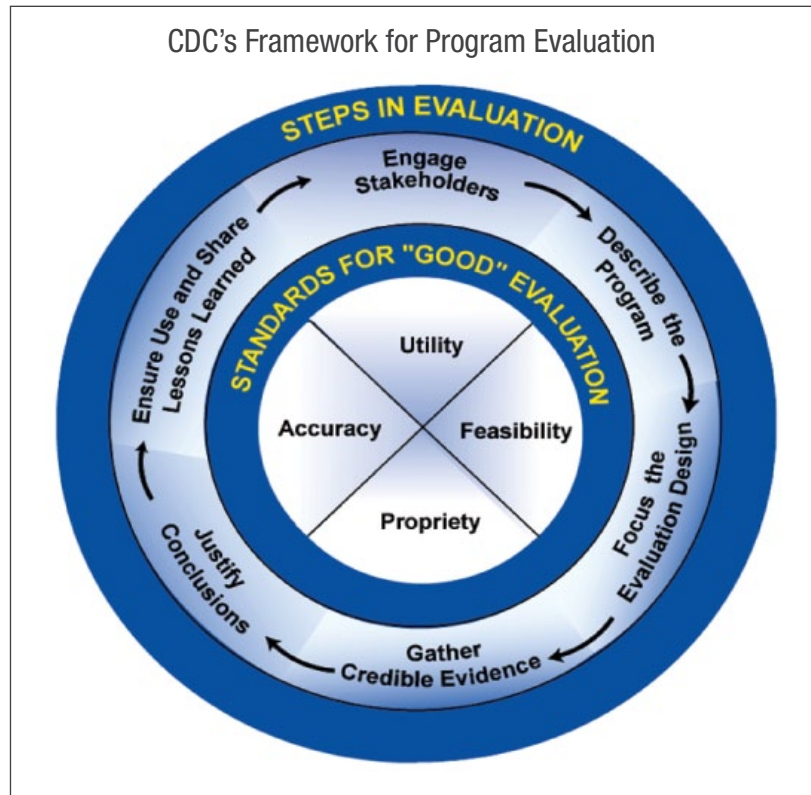 CDC's Framework for Program Evaluation
STEPS IN EVALUATION
Engage
Stakeholders
Describe the
Program
Focus the
Evaluation Design
Gather
Credible Evidence
Justify
Conclusions
Ensure Use and Share
Lessons Learned
STANDARDS FOR "GOOD" EVALUATION
Utility
Accuracy
Feasibility
Propriety